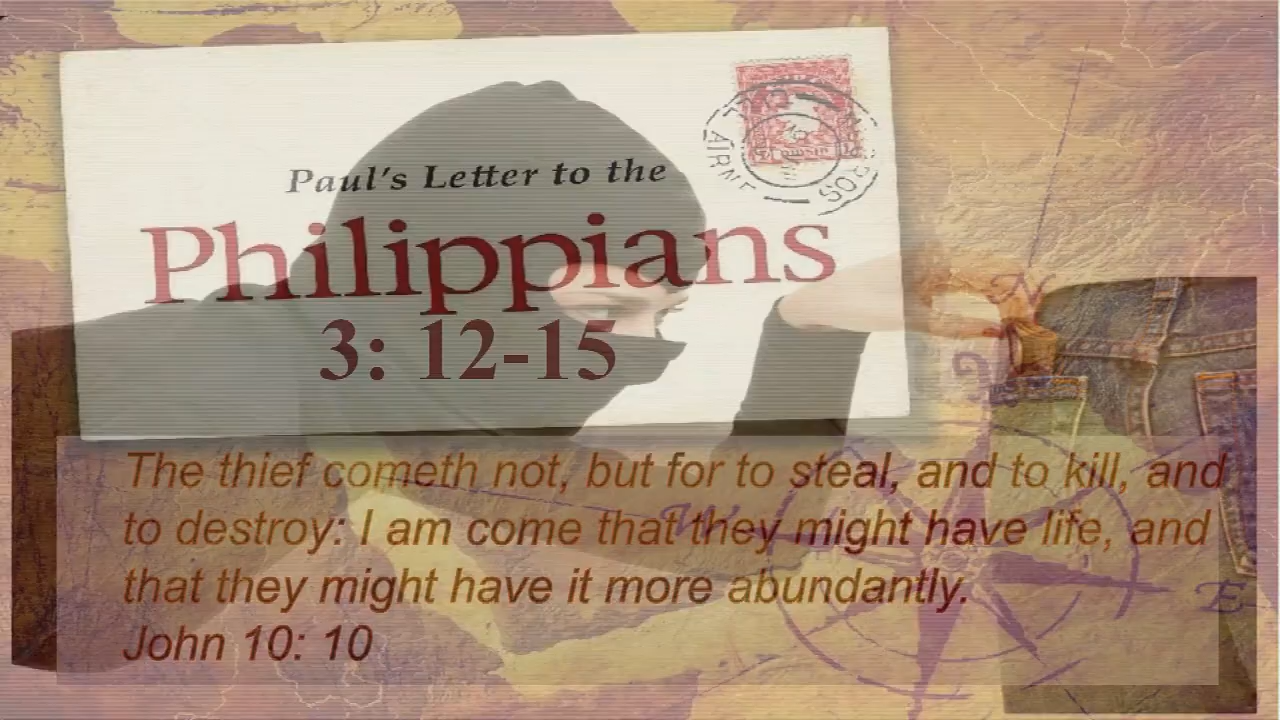 Paul's Letter to the
Philippians
3: 12-15
N
S
W
E
The thief cometh not, but for to steal, and to kill, and
to destroy: I am come that they might have life, and
that they might have it more abundantly.
John 10: 10